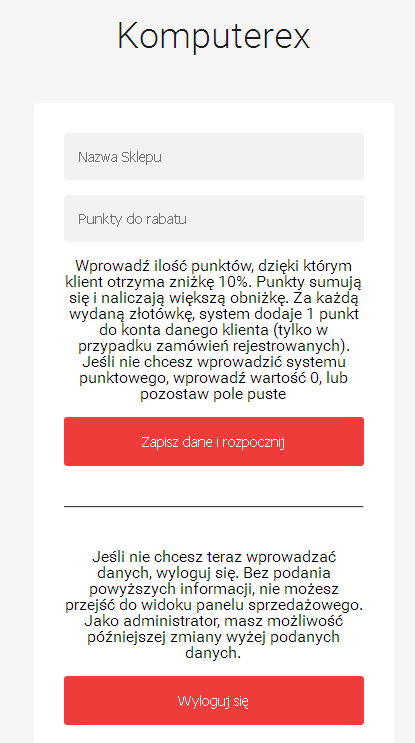 Komputerex
Nazwa Sklepu
Punkty do rabatu
Wprowadź ilość punktów, dzięki którym
klient otrzyma zniżkę 10%. Punkty sumują
się i naliczają większą obniżkę. Za każdą
wydaną złotówkę, system dodaje 1 punkt
do konta danego klienta (tylko w
przypadku zamówień rejestrowanych).
Jeśli nie chcesz wprowadzić systemu
punktowego, wprowadź wartość 0, lub
pozostaw pole puste
Zapisz dane i rozpocznij
Jeśli nie chcesz teraz wprowadzać
danych, wyloguj się. Bez podania
powyższych informacji, nie możesz
przejść do widoku panelu sprzedażowego.
Jako administrator, masz możliwość
późniejszej zmiany wyżej podanych
danych.
Wyloguj się